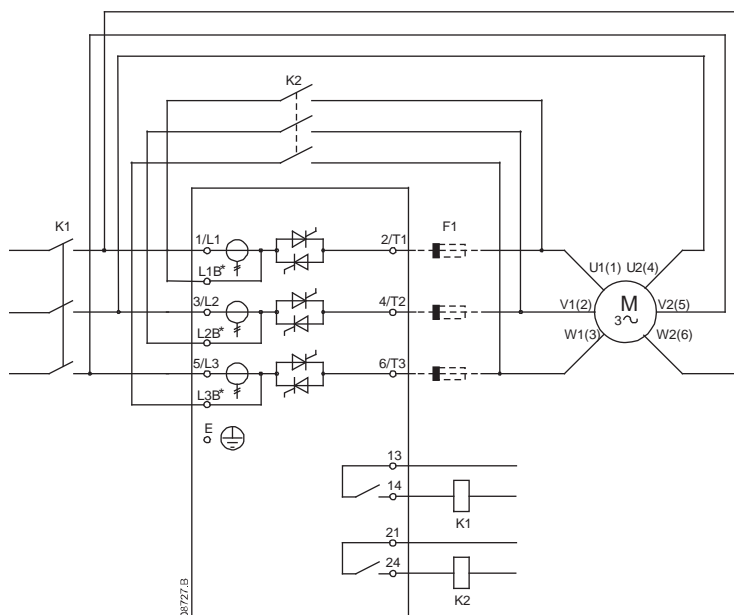 K2
K1
1/L1
2/T1
F1
L1B*
U1(1) U2(4)
3/L2
4/T2
V1(2)
M
3~
V2(5)
L2B*
W1(3)
W2(6)
5/L3
6/T3
L3B*
E
13
14
K1
21
24
K2
08727.B